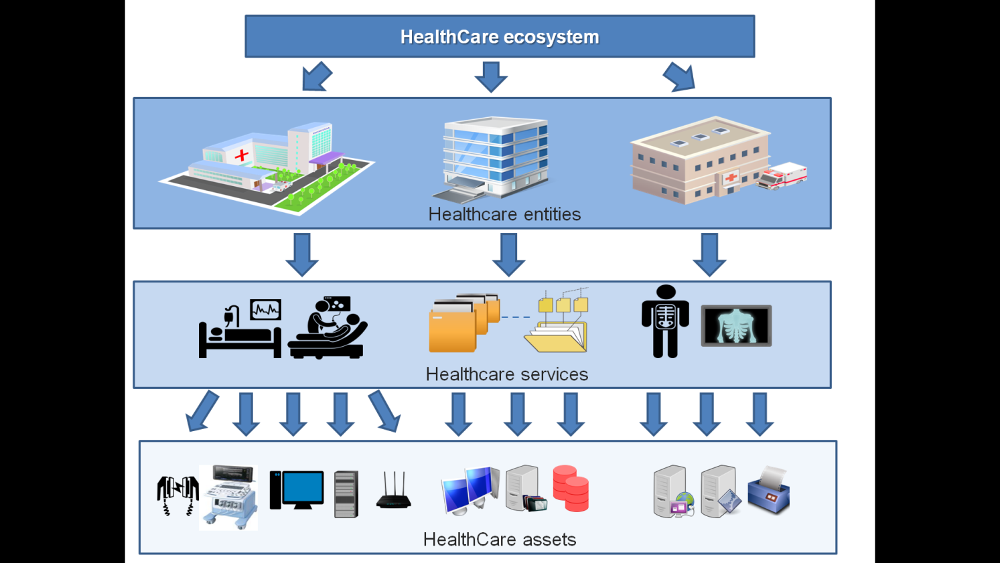 HealthCare ecosystem
Healthcare entities
Healthcare services
HealthCare assets